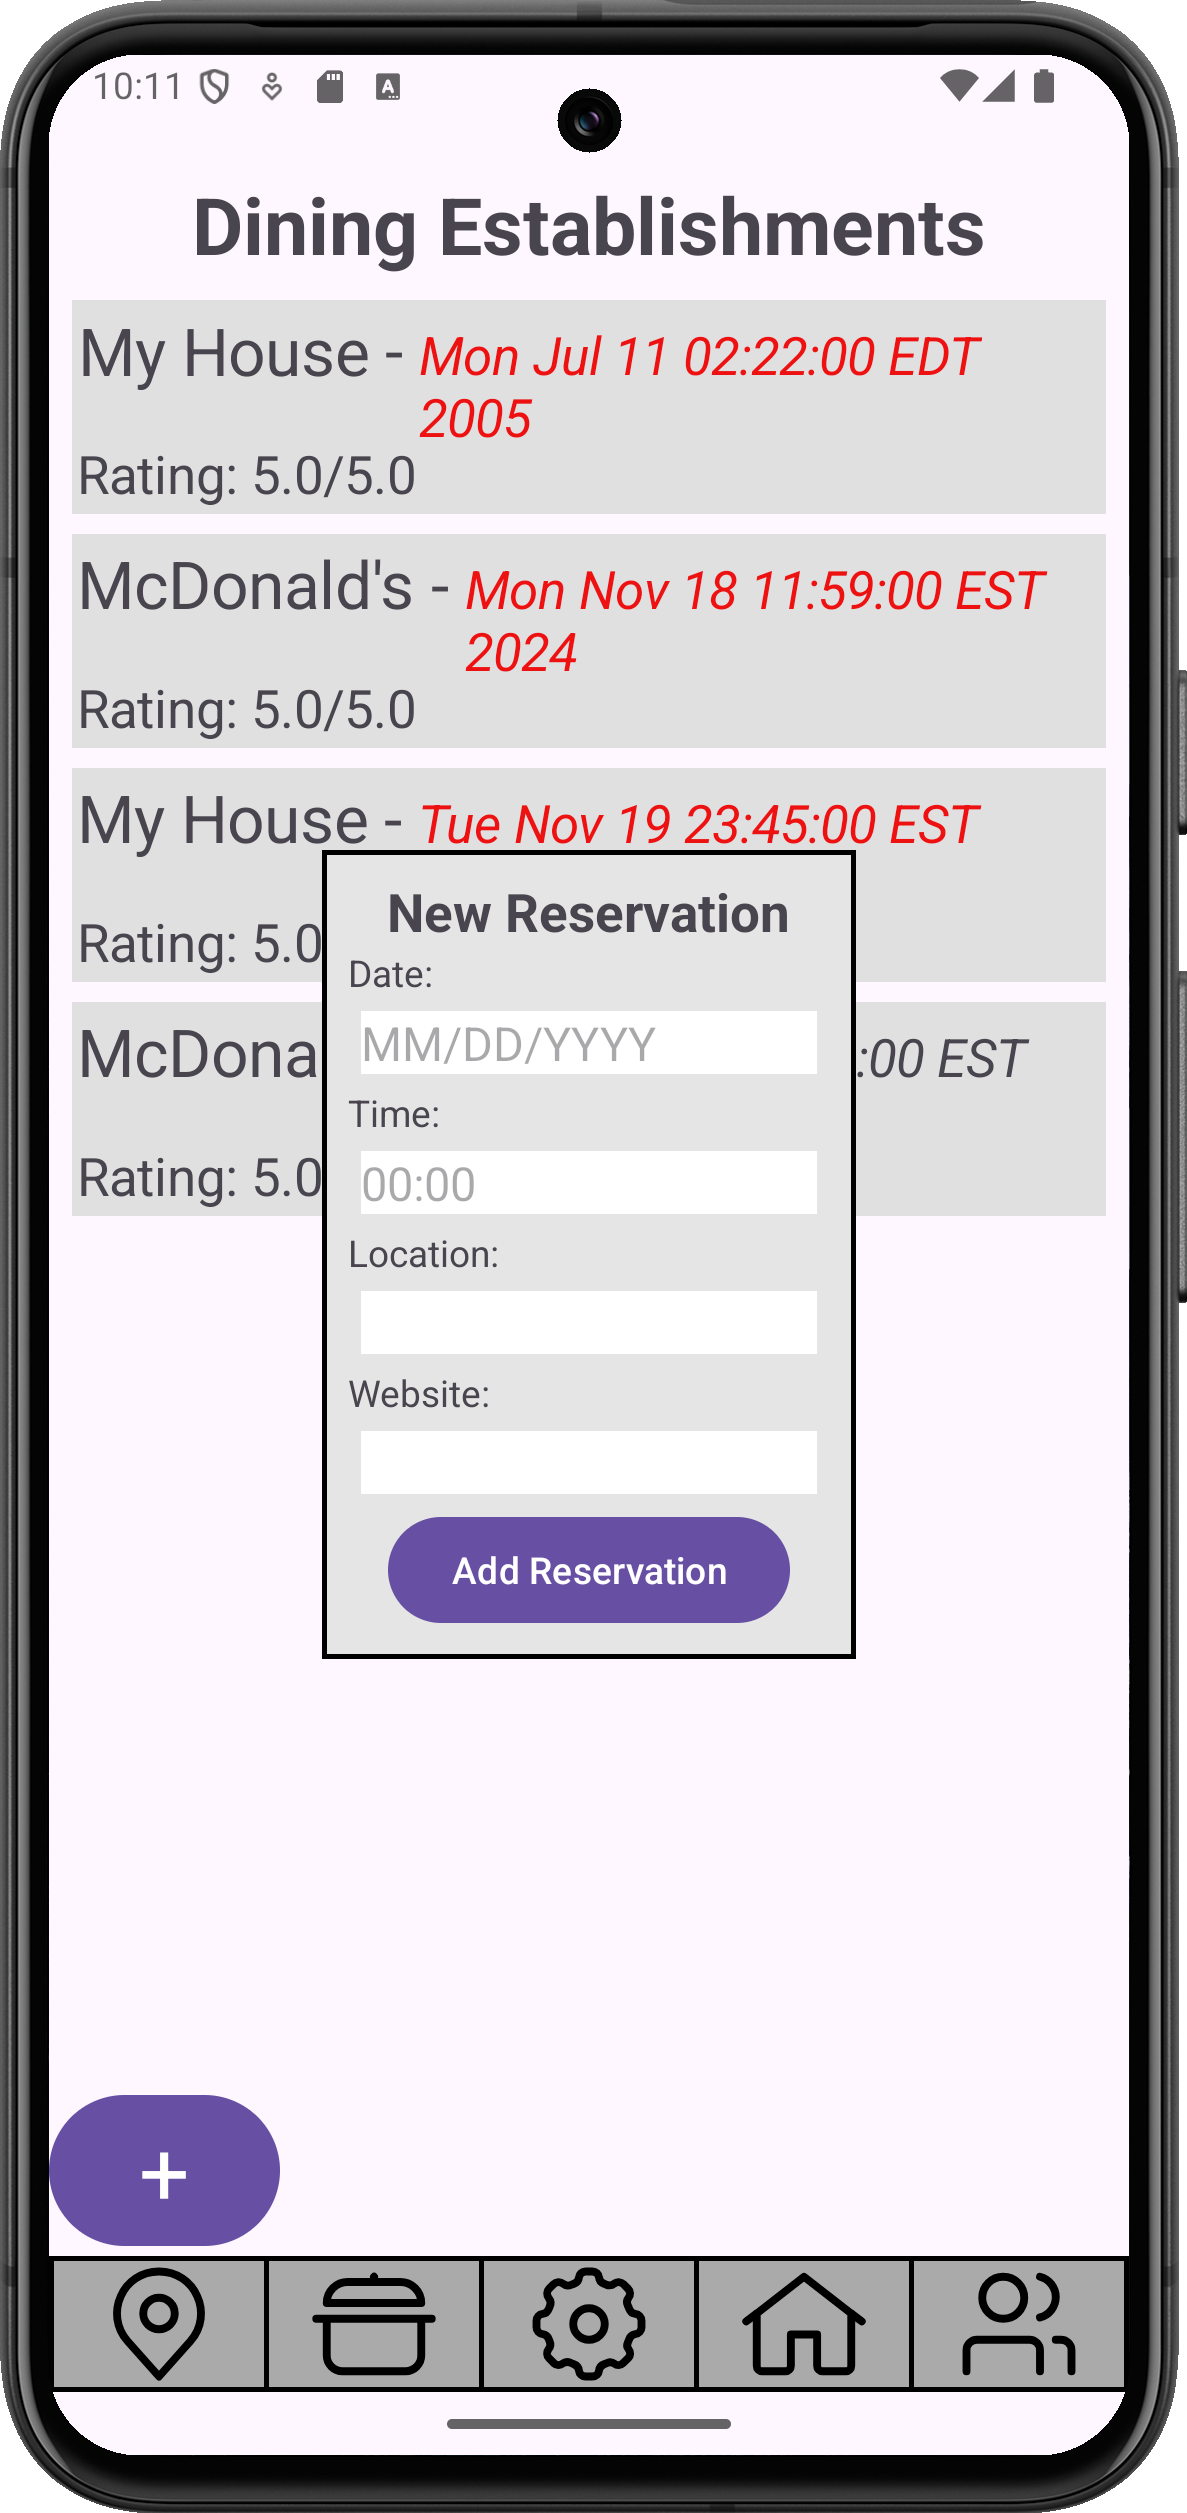 10:11
Dining Establishments
My House - Mon Jul 11 02:22:00 EDT
2005
Rating: 5.0/5.0
McDonald's - Mon Nov 18 11:59:00 EST
2024
Rating: 5.0/5.0
My House - Tue Nov 19 23:45:00 EST
Rating: 5.0
McDona :00 EST
Rating: 5.0
New Reservation
Date:
MM/DD/YYYY
Time:
00:00
Location:
Website:
Add Reservation
+